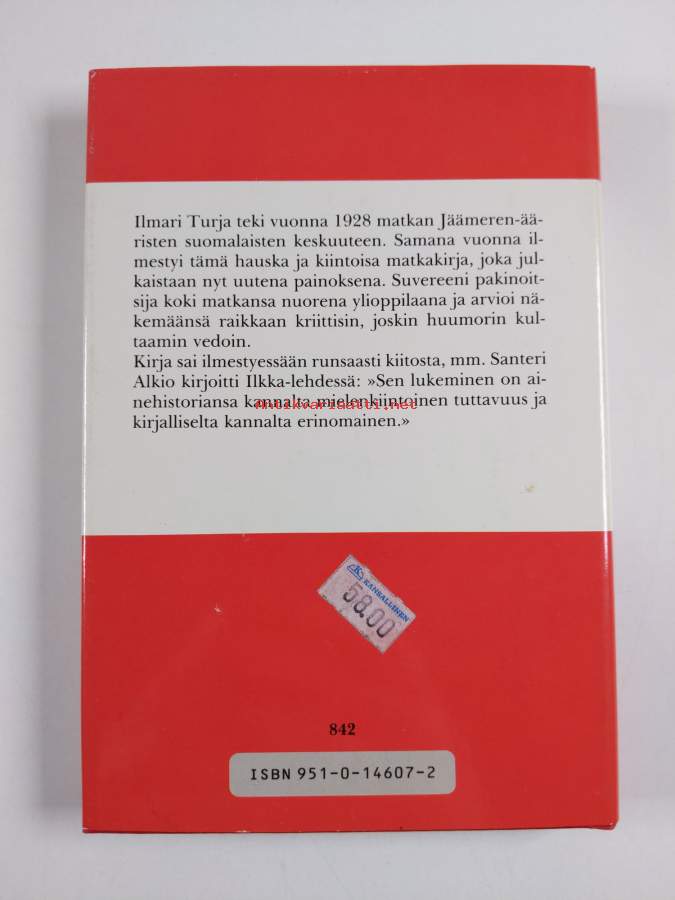 Ilmari Turja teki vuonna 1928 matkan Jäämeren-ää-
risten suomalaisten keskuuteen. Samana vuonna il-
mestyi tämä hauska ja kiintoisa matkakirja, joka jul-
kaistaan nyt uutena painoksena. Suvereeni pakinoit-
sija koki matkansa nuorena ylioppilaana ja arvioi nä-
kemäänsä raikkaan kriittisin, joskin huumorin kul-
taamin vedoin.
Kirja sai ilmestyessään runsaasti kiitosta, mm. Santeri
Alkio kirjoitti Ilkka-lehdessä: »Sen lukeminen on ai-
nehistoriansa kannalta mielenkiintoinen tuttavuus ja
Antikvariaatti.net
kirjalliselta kannalta erinomainen.»
KANSALLINEN
58.00
842
ISBN 951-0-14607-2